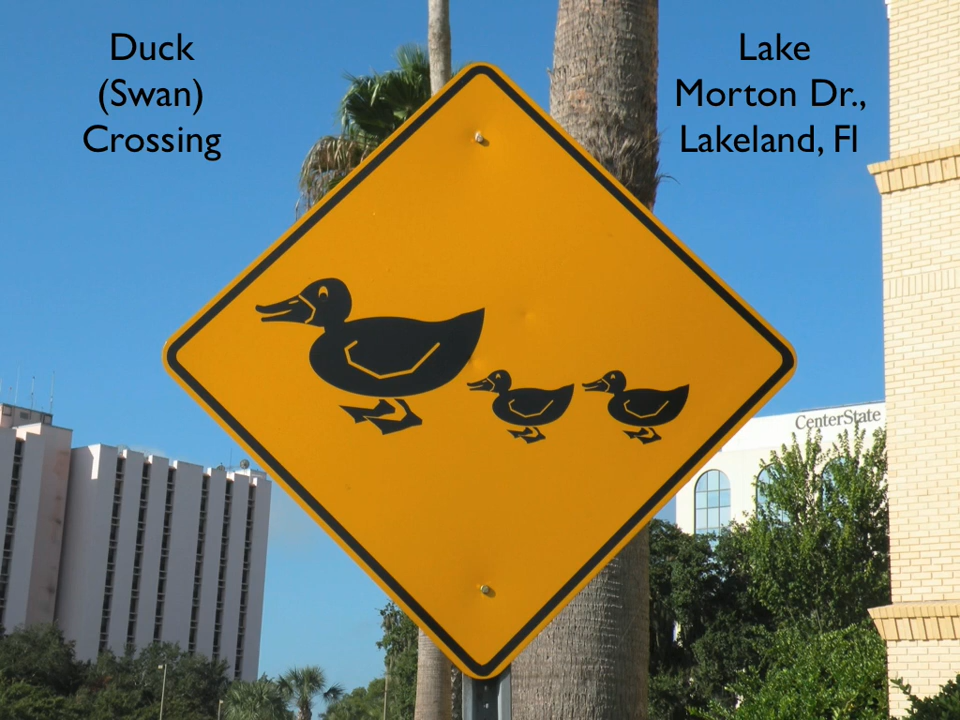 Duck
(Swan)
Crossing
Lake
Morton Dr.,
Lakeland, Fl
CenterState